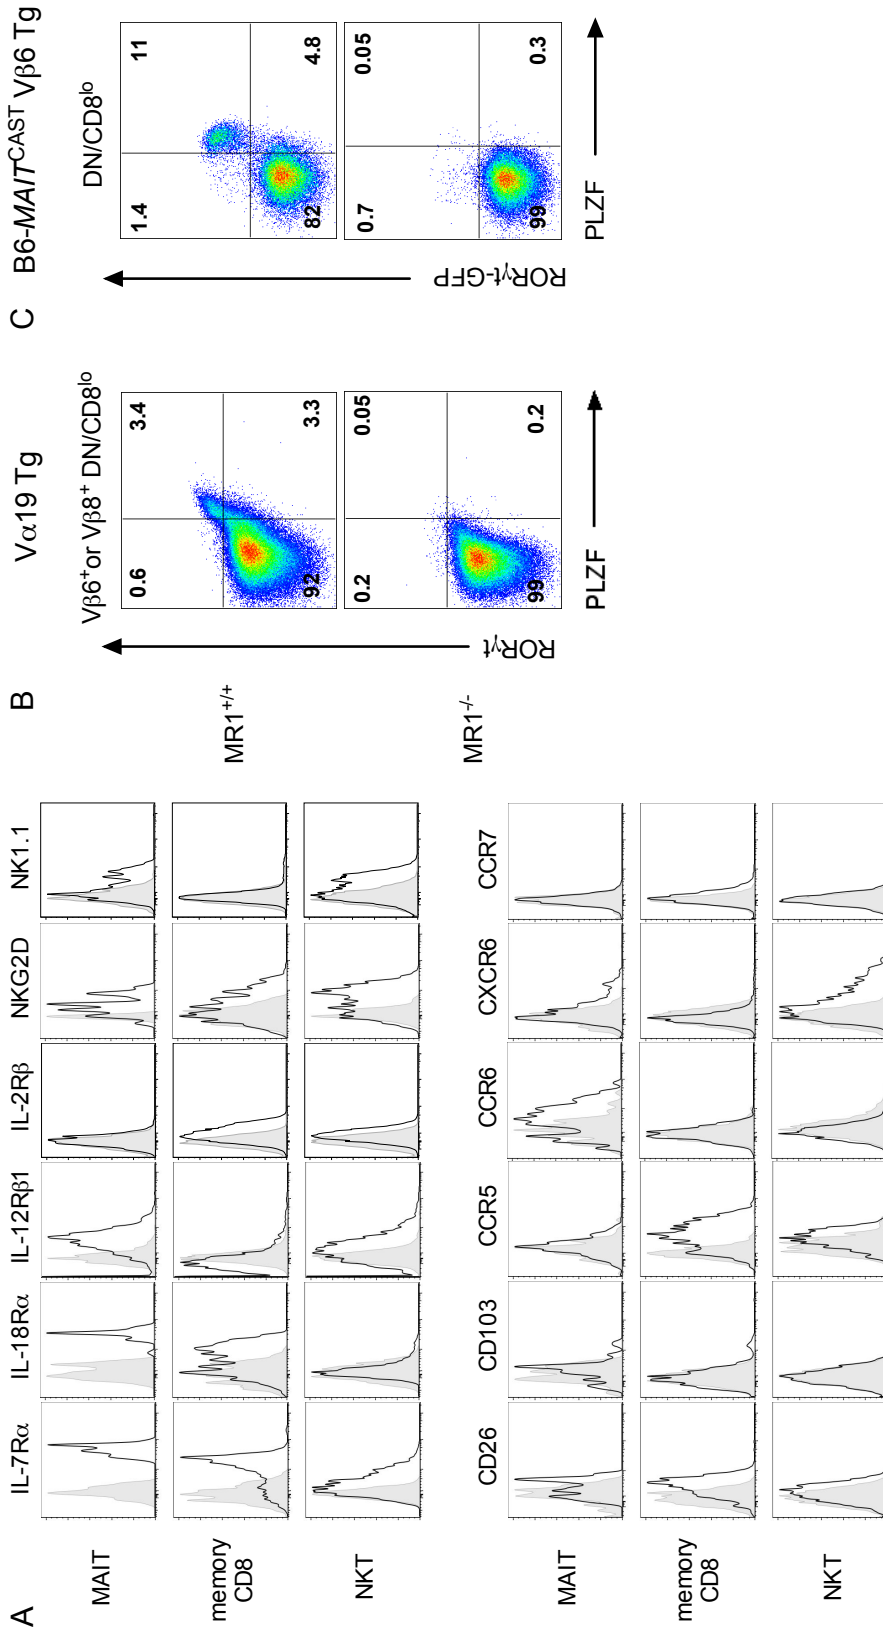 A
IL-7Rα IL-18Rα IL-12Rβ1 IL-2Rβ NKG2D NK1.1
MAIT
memory
CD8
NKT
CD26 CD103 CCR5 CCR6 CXCR6 CCR7
MAIT
memory
CD8
NKT
B
Vα19 Tg
Vβ6⁺or Vβ8⁺ DN/CD8ˡᵒ
MR1⁺/⁺
0.6 3.4
92 3.3
MR1⁻/⁻
0.2 0.05
99 0.2
RORγt
PLZF
C
B6-MAITᶜᴬˢᵀ Vβ6 Tg
DN/CD8ˡᵒ
1.4 11
82 4.8
0.7 0.05
99 0.3
RORγt-GFP
PLZF